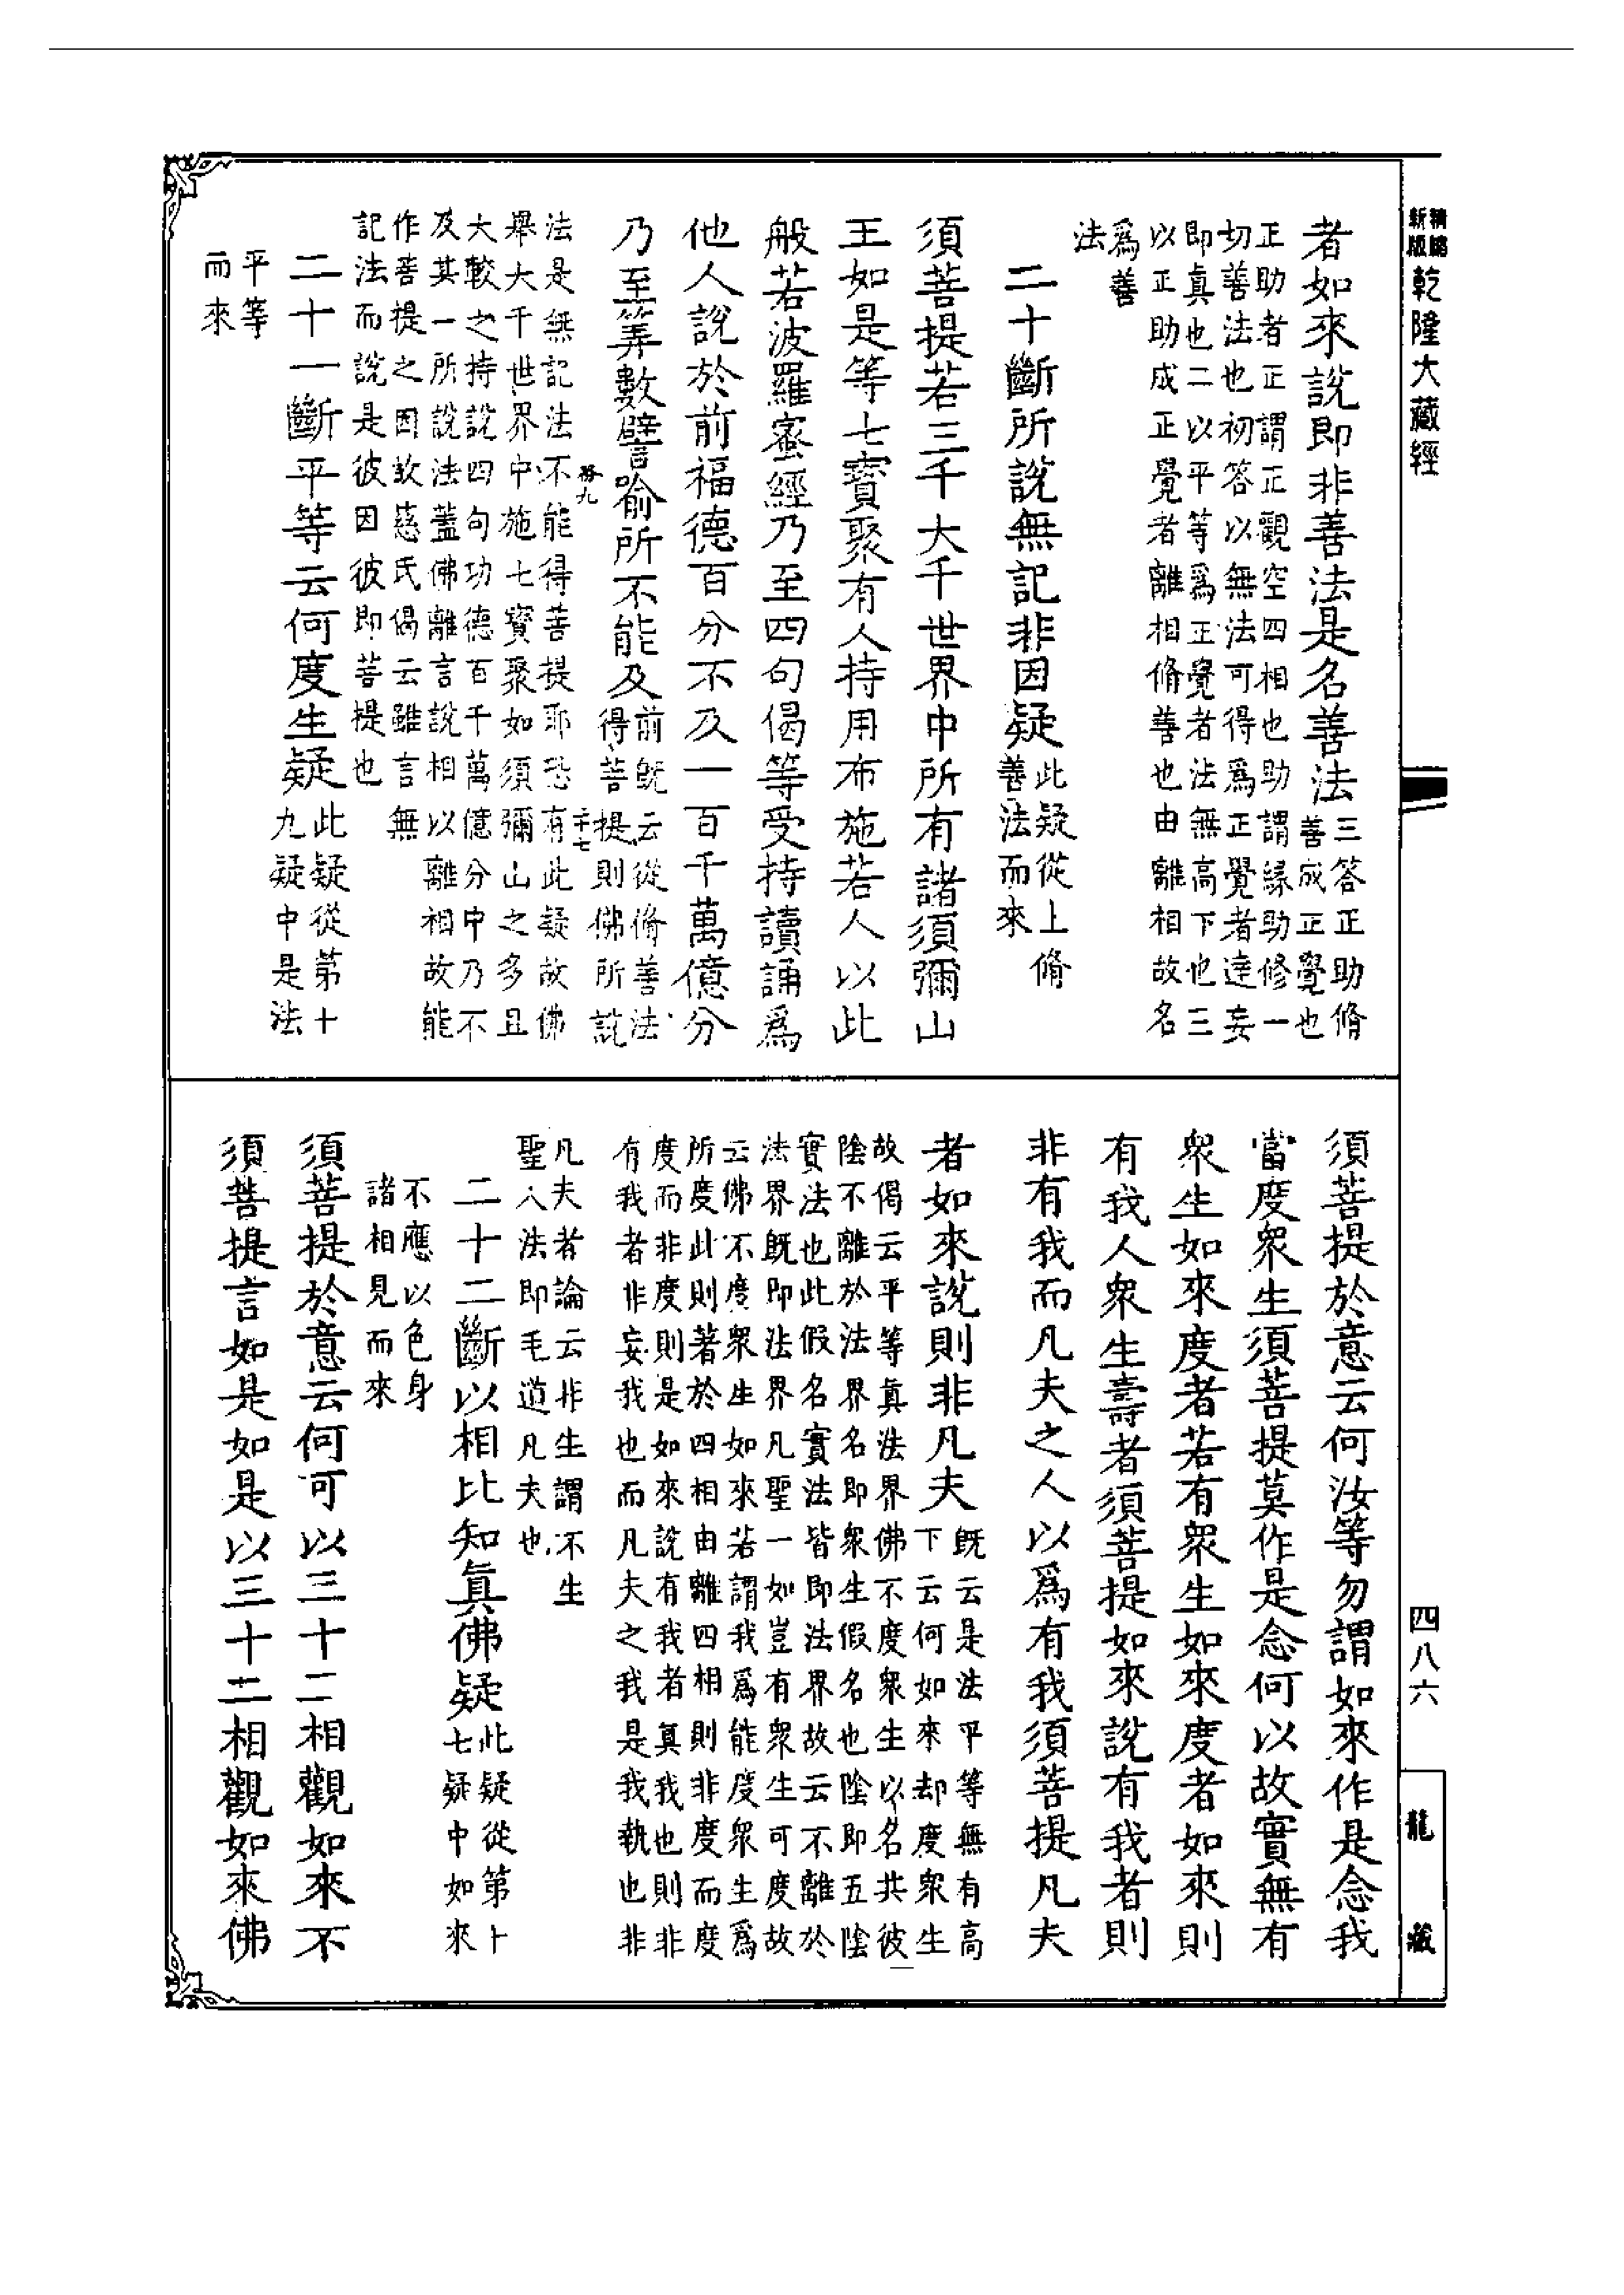 精縮
新版
乾隆大藏經
者如來說即非善法是名善法三答正助脩
善成正覺也
正助者正謂正觀空四相也助謂緣助修一
切善法也初答以無法可得爲正覺者達妄
即真也二以平等爲正覺者法無高下也三
以正助成正覺者離相脩善也由離相故名
爲善
法
二十斷所說無記非因疑此疑從上脩
善法而來
須菩提若三千大千世界中所有諸須彌山
王如是等七寶聚有人持用布施若人以此
般若波羅蜜經乃至四句偈等受持讀誦爲
他人說於前福德百分不及一百千萬億分
乃至筭數譬喻所不能及前既云從脩善法
得菩提則佛所說
法是無記法不能得菩提耶恐有此疑故佛
舉大千世界中施七寶聚如須彌山之多且
大較之持說四句功德百千萬億分中乃不
及其一所說法蓋佛離言說相以離相故能
作菩提之因故慈氏偈云雖言無
記法而說是彼因彼即菩提也
二十一斷平等云何度生疑此疑從第十
九疑中是法
平等
而來
須菩提於意云何汝等勿謂如來作是念我
當度衆生須菩提莫作是念何以故實無有
衆生如來度者若有衆生如來度者如來則
有我人衆生壽者須菩提如來說有我者則
非有我而凡夫之人以爲有我須菩提凡夫
者如來說則非凡夫既云是法平等無有高
下云何如來却度衆生
故偈云平等真法界佛不度衆生以名共彼
陰不離於法界名即衆生假名也陰即五陰
實法也此假名實法皆即法界故云不離於
法界既即法界凡聖一如豈有衆生可度故
云佛不度衆生如來若謂我爲能度衆生爲
所度此則著於四相由離四相則非度而度
度而非度則是如來說有我者真我也則非
有我者非妄我也而凡夫之我是我執也非
凡夫者論云非生謂不生
聖人法即毛道凡夫也
二十二斷以相比知真佛疑此疑從第十
七疑中如來
不應以色身
諸相見而來
須菩提於意云何可以三十二相觀如來不
須菩提言如是如是以三十二相觀如來佛
四八六
龍
藏